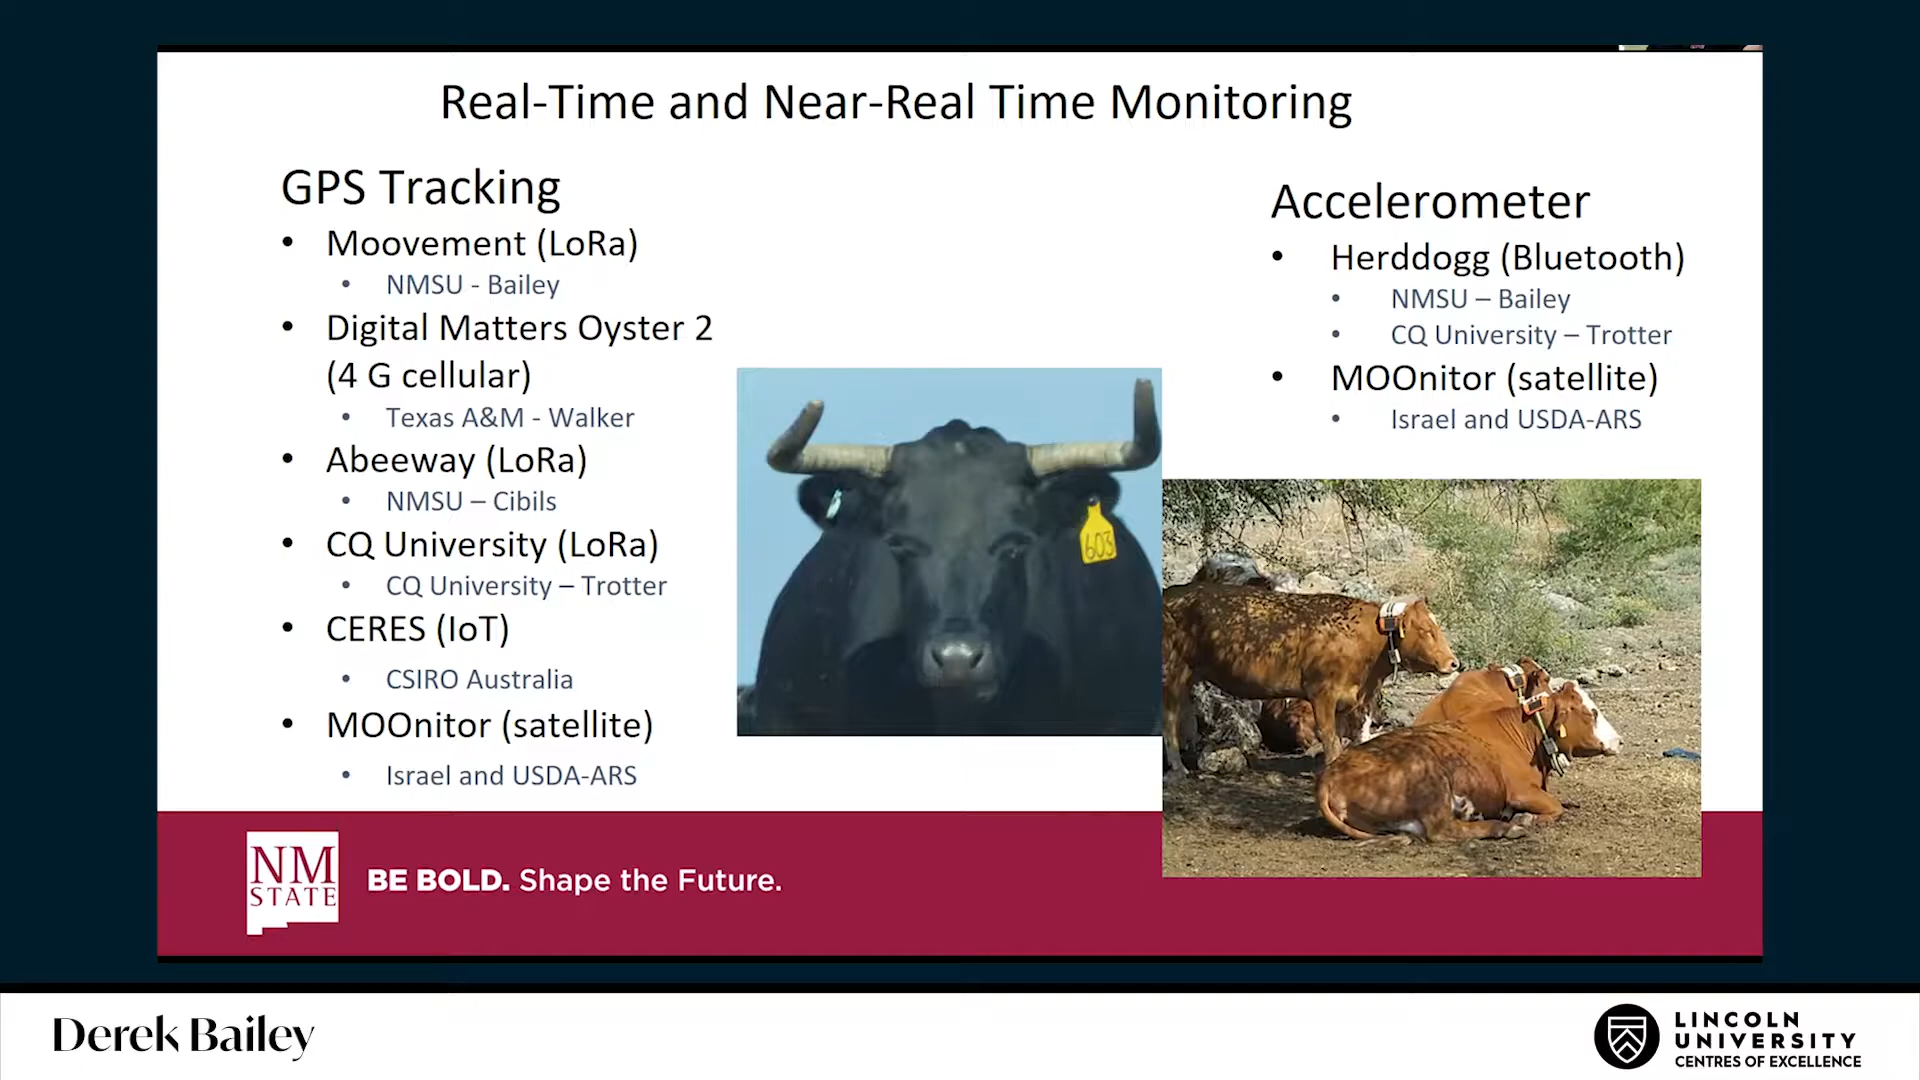 Real-Time and Near-Real Time Monitoring
GPS Tracking
• Moovement (LoRa)
• NMSU - Bailey
• Digital Matters Oyster 2
(4 G cellular)
• Texas A&M - Walker
• Abeeway (LoRa)
• NMSU – Cibils
• CQ University (LoRa)
• CQ University – Trotter
• CERES (IoT)
• CSIRO Australia
• MOOnitor (satellite)
• Israel and USDA-ARS
Accelerometer
• Herddogg (Bluetooth)
• NMSU – Bailey
• CQ University – Trotter
• MOOnitor (satellite)
• Israel and USDA-ARS
603
NM
STATE
BE BOLD. Shape the Future.
Derek Bailey
LINCOLN
UNIVERSITY
CENTRES OF EXCELLENCE